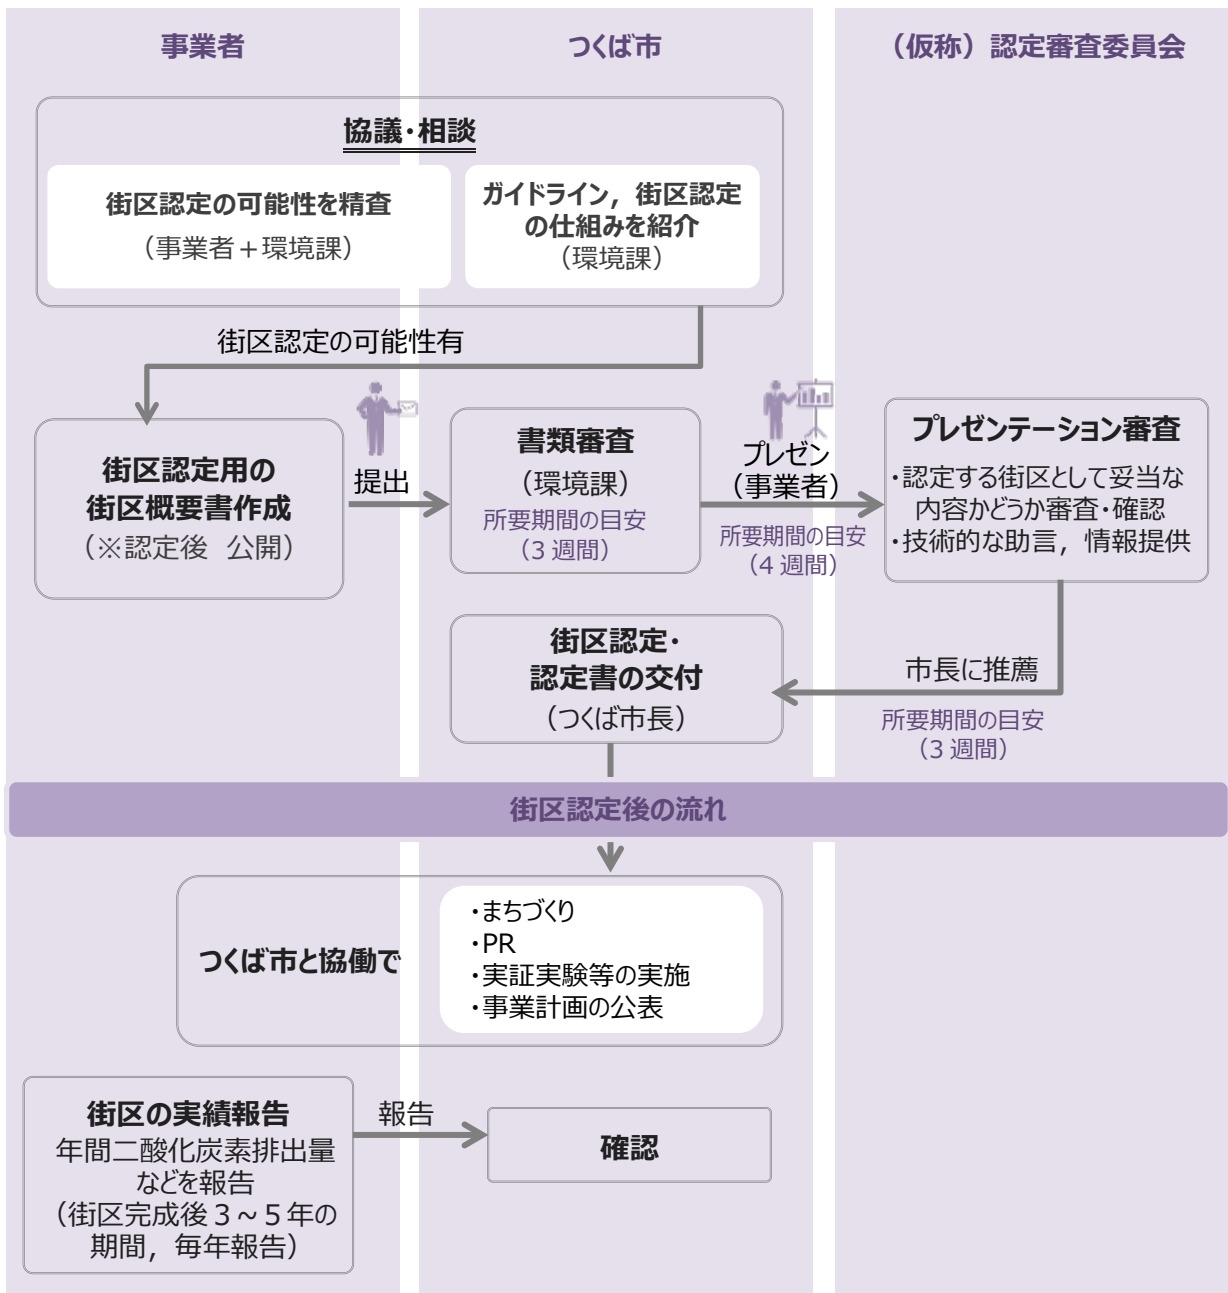 事業者
つくば市
（仮称）認定審査委員会
協議・相談
街区認定の可能性を精査
（事業者＋環境課）
ガイドライン，街区認定
の仕組みを紹介
（環境課）
街区認定の可能性有
街区認定用の
街区概要書作成
（※認定後　公開）
提出
書類審査
（環境課）
所要期間の目安
（３週間）
プレゼン
（事業者）
所要期間の目安
（４週間）
プレゼンテーション審査
・認定する街区として妥当な
内容かどうか審査・確認
・技術的な助言，情報提供
市長に推薦
所要期間の目安
（３週間）
街区認定・
認定書の交付
（つくば市長）
街区認定後の流れ
つくば市と協働で
・まちづくり
・PR
・実証実験等の実施
・事業計画の公表
街区の実績報告
年間二酸化炭素排出量
などを報告
（街区完成後３～５年の
期間，毎年報告）
報告
確認